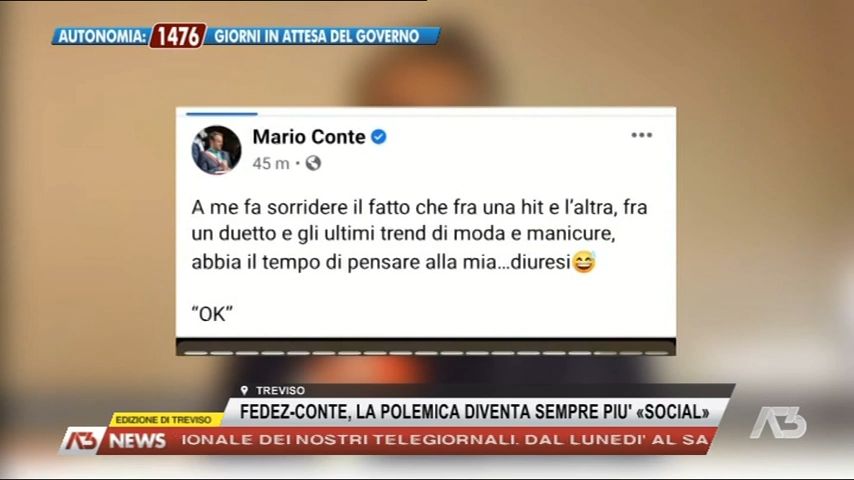 AUTONOMIA: 1476 GIORNI IN ATTESA DEL GOVERNO
Mario Conte
45 m
A me fa sorridere il fatto che fra una hit e l'altra, fra
un duetto e gli ultimi trend di moda e manicure,
abbia il tempo di pensare alla mia...diuresi😅
“OK”
TREVISO
FEDEZ-CONTE, LA POLEMICA DIVENTA SEMPRE PIU' «SOCIAL»
EDIZIONE DI TREVISO
A3 NEWS
IONALE DEI NOSTRI TELEGIORNALI. DAL LUNEDI' AL SA
A3